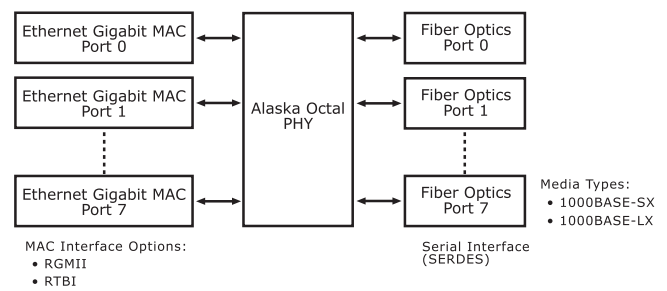 Ethernet Gigabit MAC
Port 0
Alaska Octal
PHY
Fiber Optics
Port 0
Ethernet Gigabit MAC
Port 1
Fiber Optics
Port 1
Ethernet Gigabit MAC
Port 7
Fiber Optics
Port 7
Media Types:
• 1000BASE-SX
• 1000BASE-LX
MAC Interface Options:
• RGMII
• RTBI
Serial Interface
(SERDES)